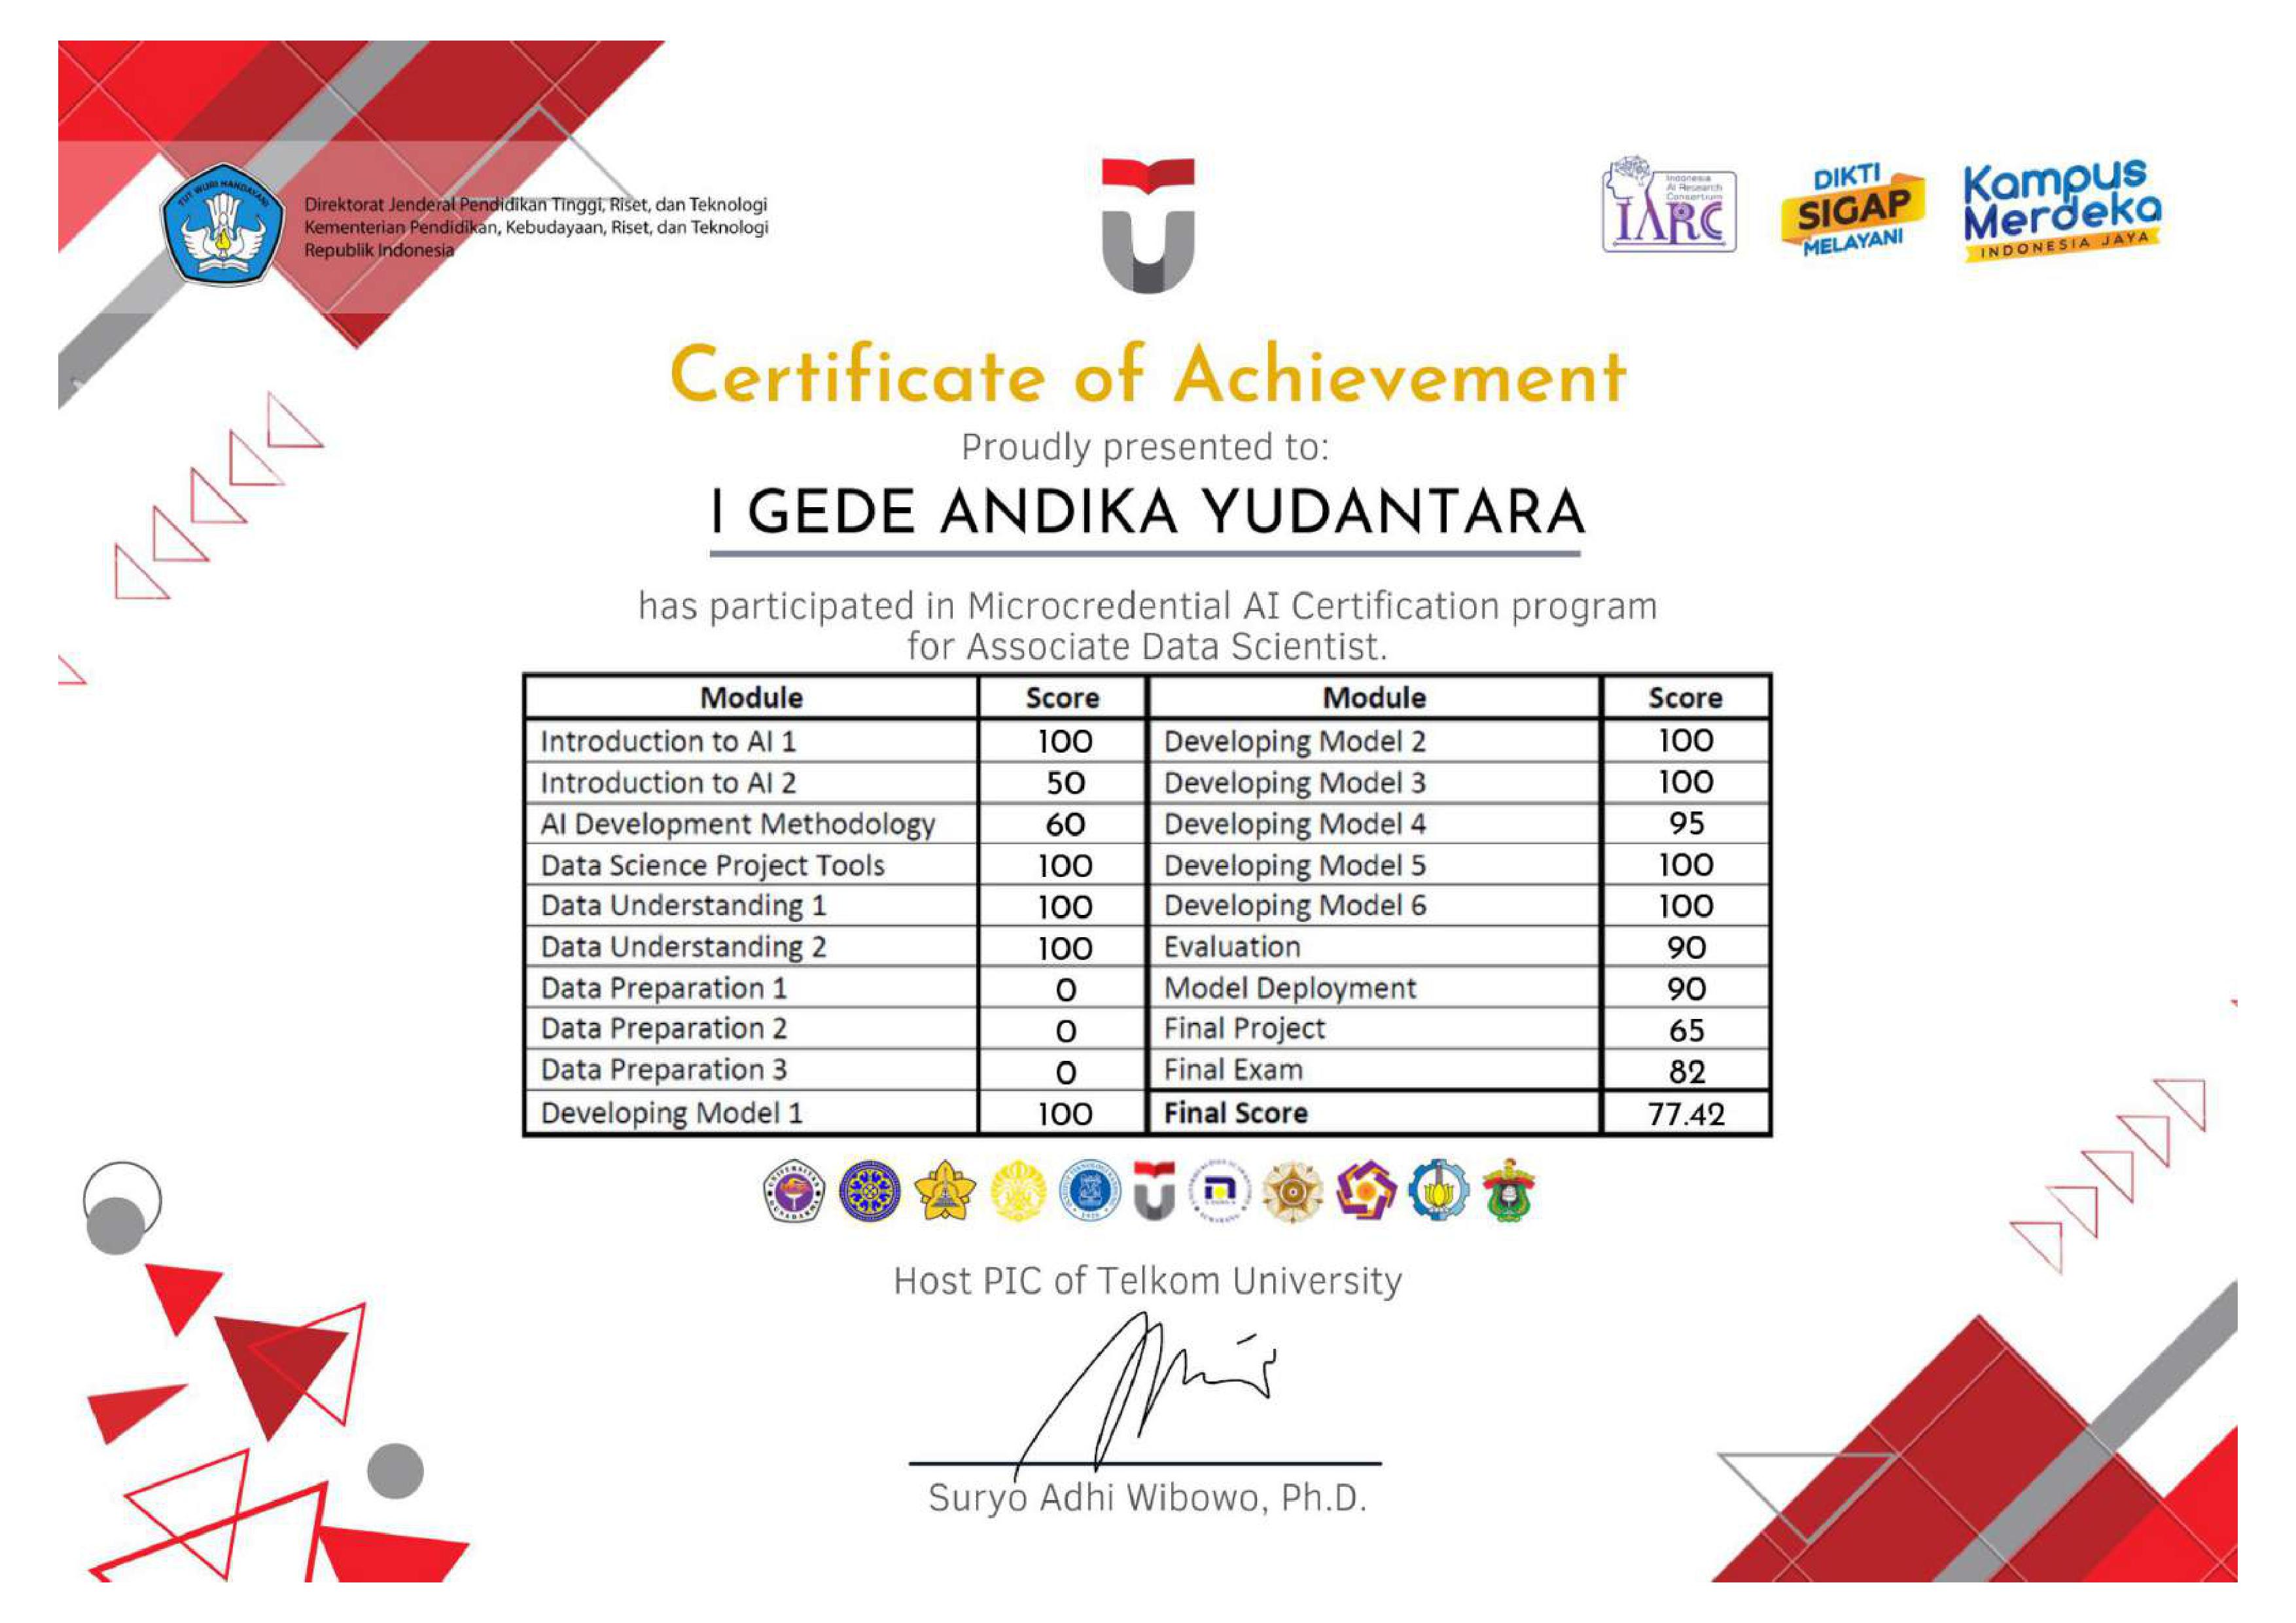 TUT WURI HANDAYANI
Direktorat Jenderal Pendidikan Tinggi, Riset, dan Teknologi
Kementerian Pendidikan, Kebudayaan, Riset, dan Teknologi
Republik Indonesia
Indonesia
AI Research
Consortium
IARC
DIKTI
SIGAP
MELAYANI
Kampus
Merdeka
INDONESIA JAYA
Certificate of Achievement
Proudly presented to:
I GEDE ANDIKA YUDANTARA
has participated in Microcredential AI Certification program
for Associate Data Scientist.
Module Score Module Score
Introduction to AI 1 100 Developing Model 2 100
Introduction to AI 2 50 Developing Model 3 100
AI Development Methodology 60 Developing Model 4 95
Data Science Project Tools 100 Developing Model 5 100
Data Understanding 1 100 Developing Model 6 100
Data Understanding 2 100 Evaluation 90
Data Preparation 1 0 Model Deployment 90
Data Preparation 2 0 Final Project 65
Data Preparation 3 0 Final Exam 82
Developing Model 1 100 Final Score 77.42
Host PIC of Telkom University
Suryo Adhi Wibowo, Ph.D.